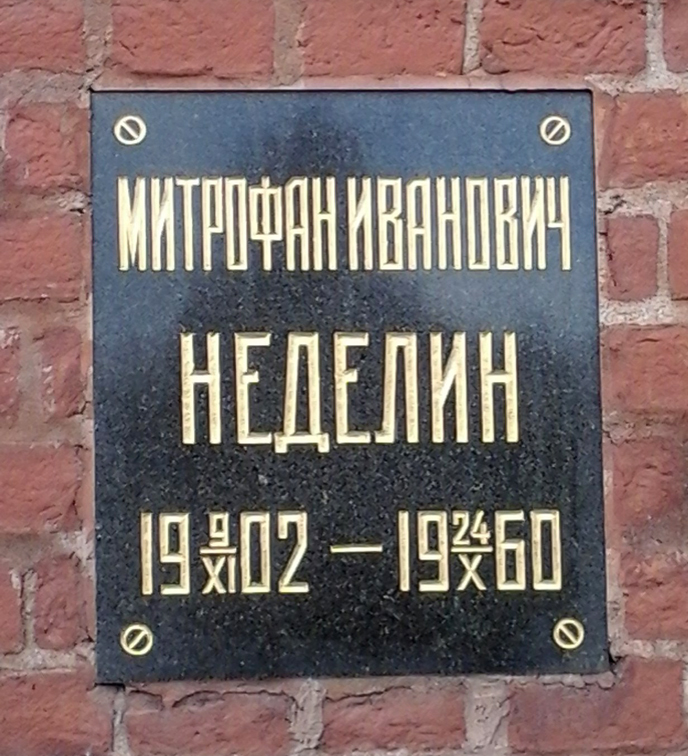 МИТРОФАН ИВАНОВИЧ
НЕДЕЛИН
19 9/XI 02 — 19 24/X 60